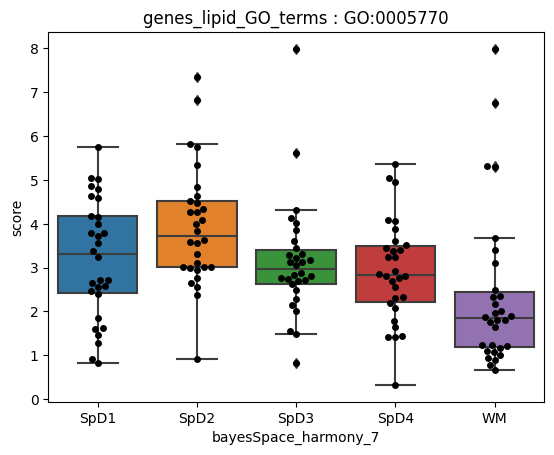 genes_lipid_GO_terms : GO:0005770
8
7
6
5
4
3
2
1
0
score
SpD1 SpD2 SpD3 SpD4 WM
bayesSpace_harmony_7